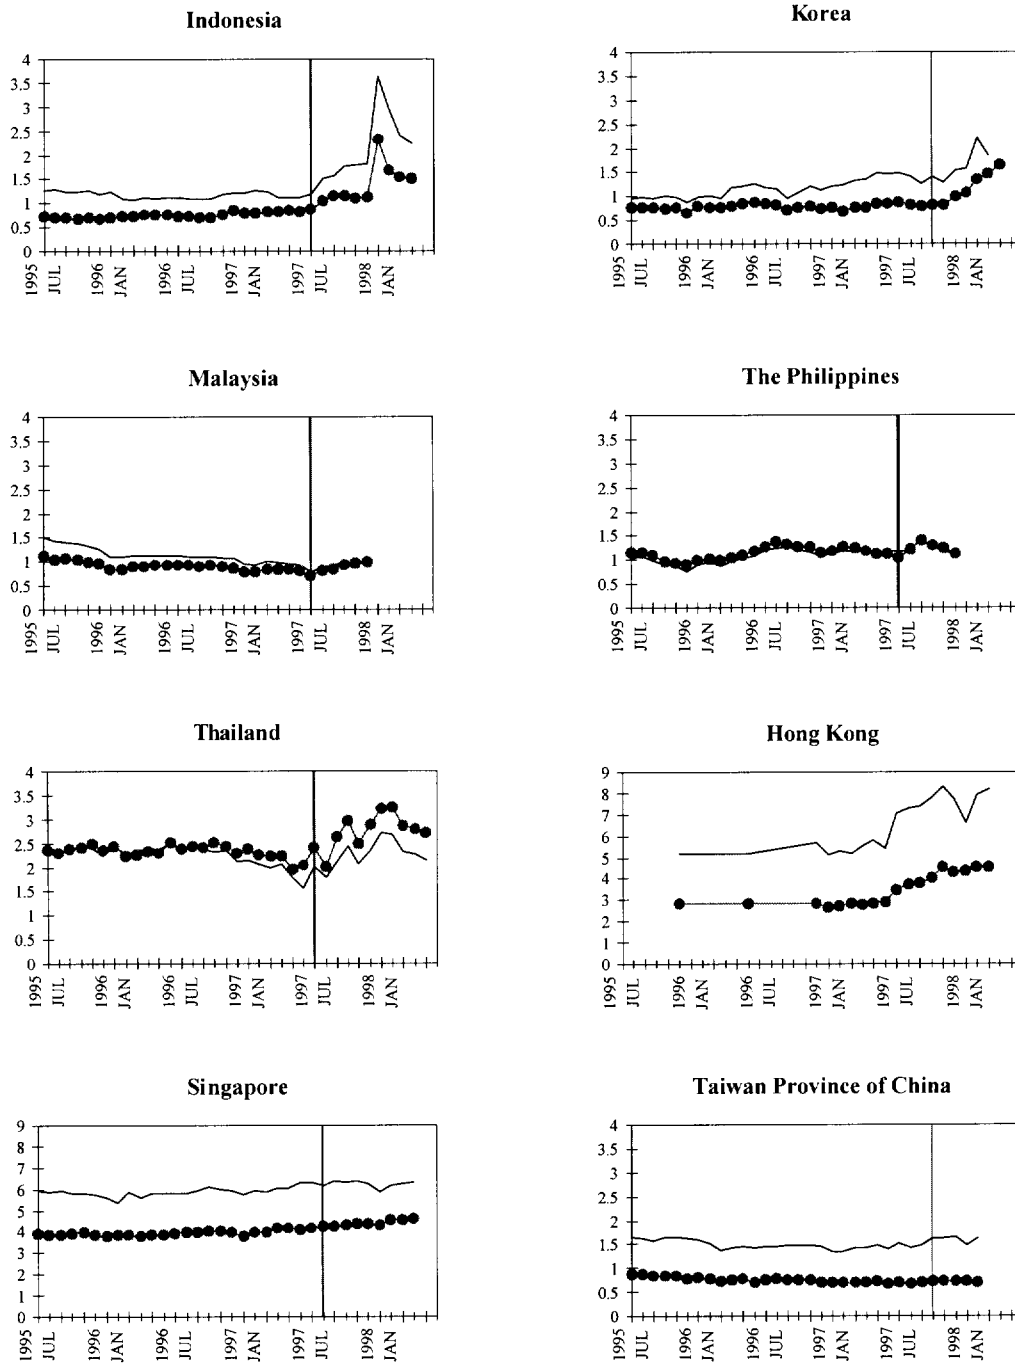 Indonesia
4
3.5
3
2.5
2
1.5
1
0.5
0
1995 JUL
1996 JAN
1996 JUL
1997 JAN
1997 JUL
1998 JAN
Korea
4
3.5
3
2.5
2
1.5
1
0.5
0
1995 JUL
1996 JAN
1996 JUL
1997 JAN
1997 JUL
1998 JAN
Malaysia
4
3.5
3
2.5
2
1.5
1
0.5
0
1995 JUL
1996 JAN
1996 JUL
1997 JAN
1997 JUL
1998 JAN
The Philippines
4
3.5
3
2.5
2
1.5
1
0.5
0
1995 JUL
1996 JAN
1996 JUL
1997 JAN
1997 JUL
1998 JAN
Thailand
4
3.5
3
2.5
2
1.5
1
0.5
0
1995 JUL
1996 JAN
1996 JUL
1997 JAN
1997 JUL
1998 JAN
Hong Kong
9
8
7
6
5
4
3
2
1
0
1995 JUL
1996 JAN
1996 JUL
1997 JAN
1997 JUL
1998 JAN
Singapore
9
8
7
6
5
4
3
2
1
0
1995 JUL
1996 JAN
1996 JUL
1997 JAN
1997 JUL
1998 JAN
Taiwan Province of China
4
3.5
3
2.5
2
1.5
1
0.5
0
1995 JUL
1996 JAN
1996 JUL
1997 JAN
1997 JUL
1998 JAN